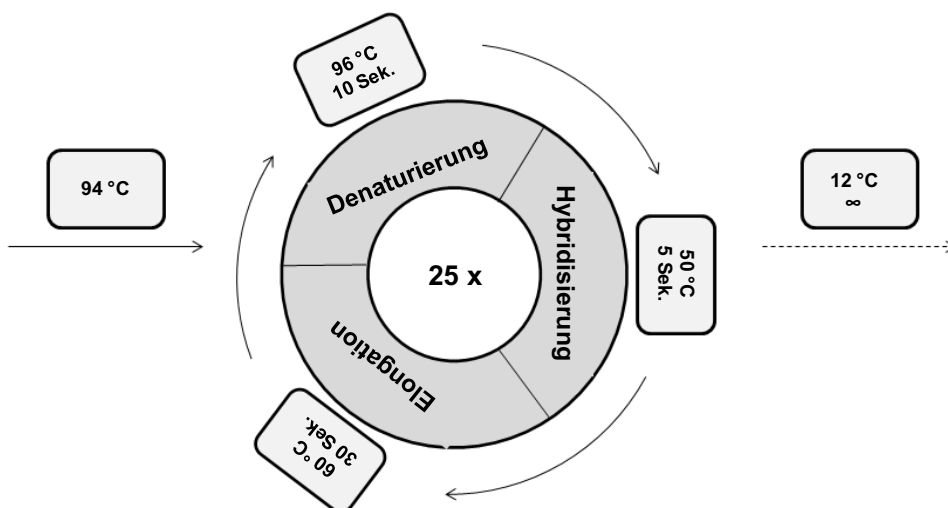 94 °C
96 °C
10 Sek.
Denaturierung
Hybridisierung
50 °C
5 Sek.
Elongation
60 °C
30 Sek.
25 x
12 °C
∞